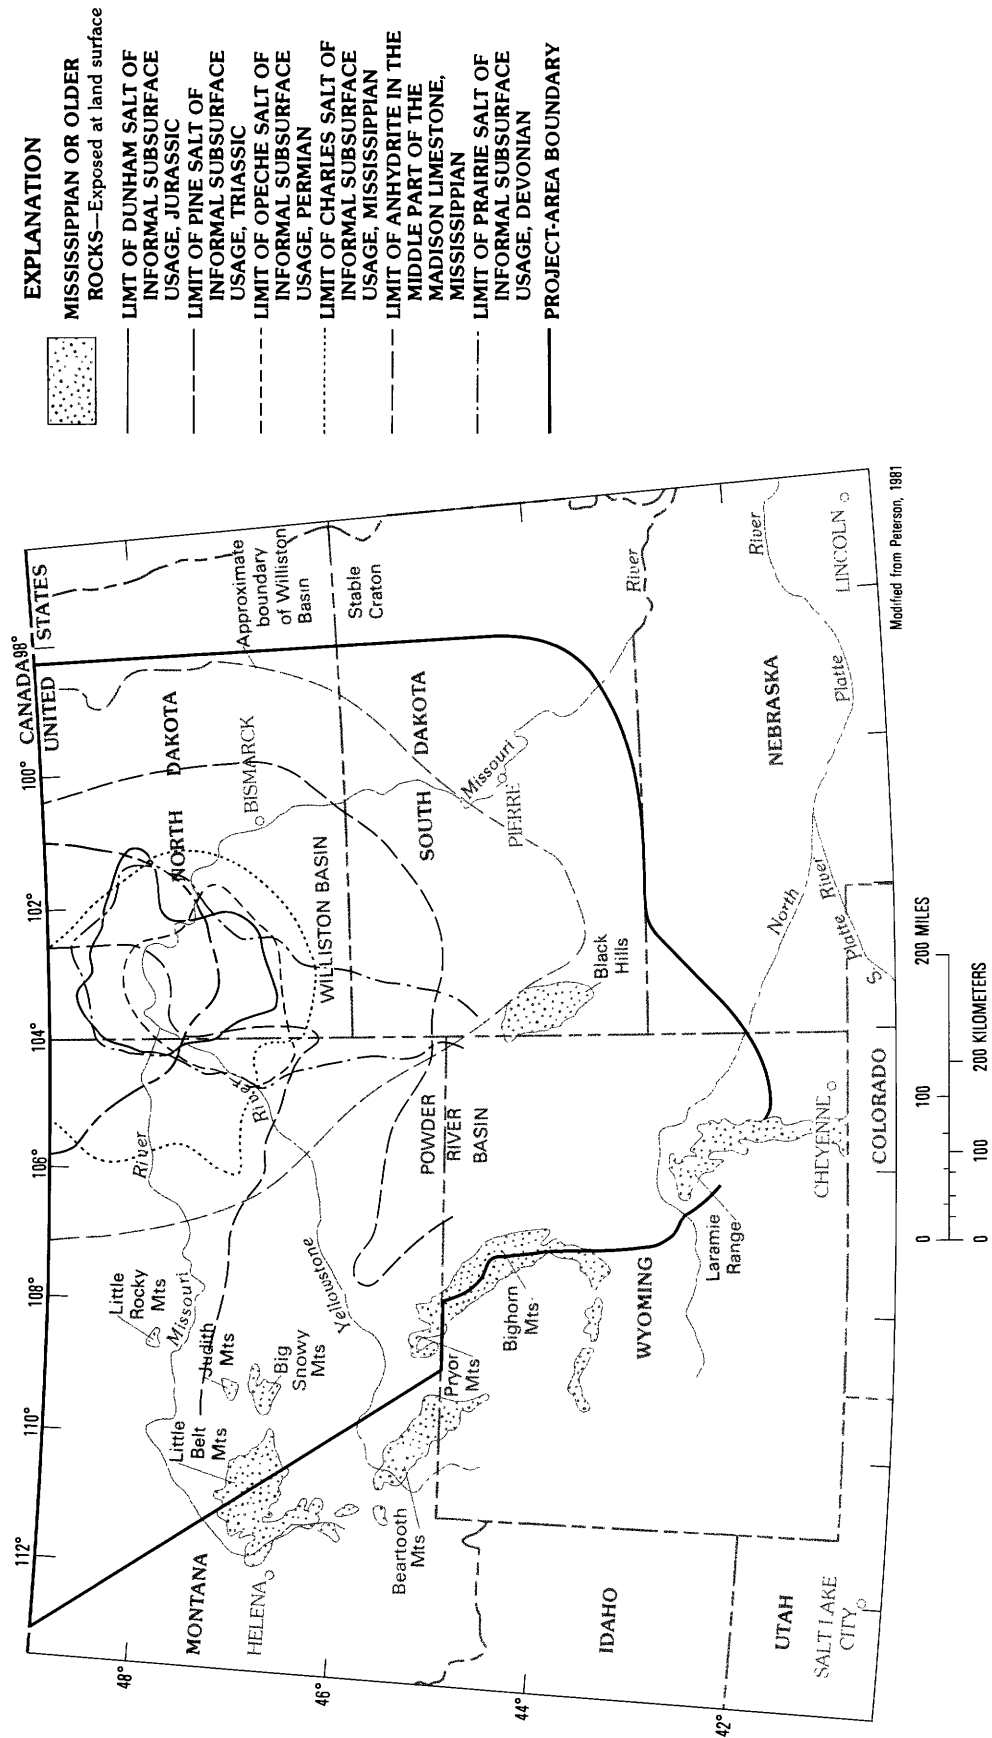 EXPLANATION
MISSISSIPPIAN OR OLDER
ROCKS—Exposed at land surface
LIMIT OF DUNHAM SALT OF
INFORMAL SUBSURFACE
USAGE, JURASSIC
LIMIT OF PINE SALT OF
INFORMAL SUBSURFACE
USAGE, TRIASSIC
LIMIT OF OPECHE SALT OF
INFORMAL SUBSURFACE
USAGE, PERMIAN
LIMIT OF CHARLES SALT OF
INFORMAL SUBSURFACE
USAGE, MISSISSIPPIAN
LIMIT OF ANHYDRITE IN THE
MIDDLE PART OF THE
MADISON LIMESTONE,
MISSISSIPPIAN
LIMIT OF PRAIRIE SALT OF
INFORMAL SUBSURFACE
USAGE, DEVONIAN
PROJECT-AREA BOUNDARY
112°
110°
108°
106°
104°
102°
100°
98°
CANADA
UNITED STATES
48°
46°
44°
42°
MONTANA
HELENA
Little
Belt
Mts
Judith
Mts
Big
Snowy
Mts
Little
Rocky
Mts
Missouri
River
Yellowstone
River
Beartooth
Mts
Pryor
Mts
Bighorn
Mts
POWDER
RIVER
BASIN
WILLISTON BASIN
NORTH DAKOTA
BISMARCK
Approximate
boundary
of Williston
Basin
Stable
Craton
SOUTH DAKOTA
PIERRE
Missouri
River
Black
Hills
IDAHO
WYOMING
Laramie
Range
CHEYENNE
NEBRASKA
North
Platte
River
S
Platte
River
LINCOLN
UTAH
SALT LAKE
CITY
COLORADO
0 100 200 MILES
0 100 200 KILOMETERS
Modified from Peterson, 1981